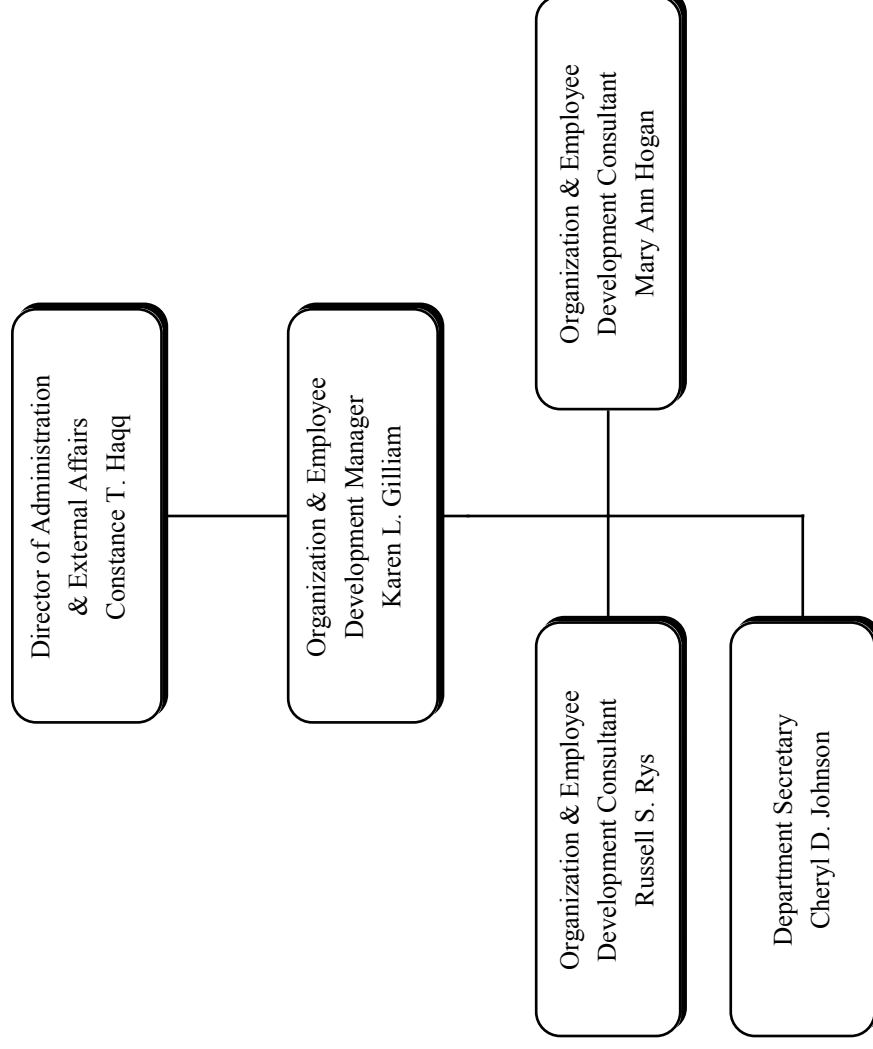 Director of Administration
& External Affairs
Constance T. Haqq
Organization & Employee
Development Manager
Karen L. Gilliam
Organization & Employee
Development Consultant
Russell S. Rys
Organization & Employee
Development Consultant
Mary Ann Hogan
Department Secretary
Cheryl D. Johnson